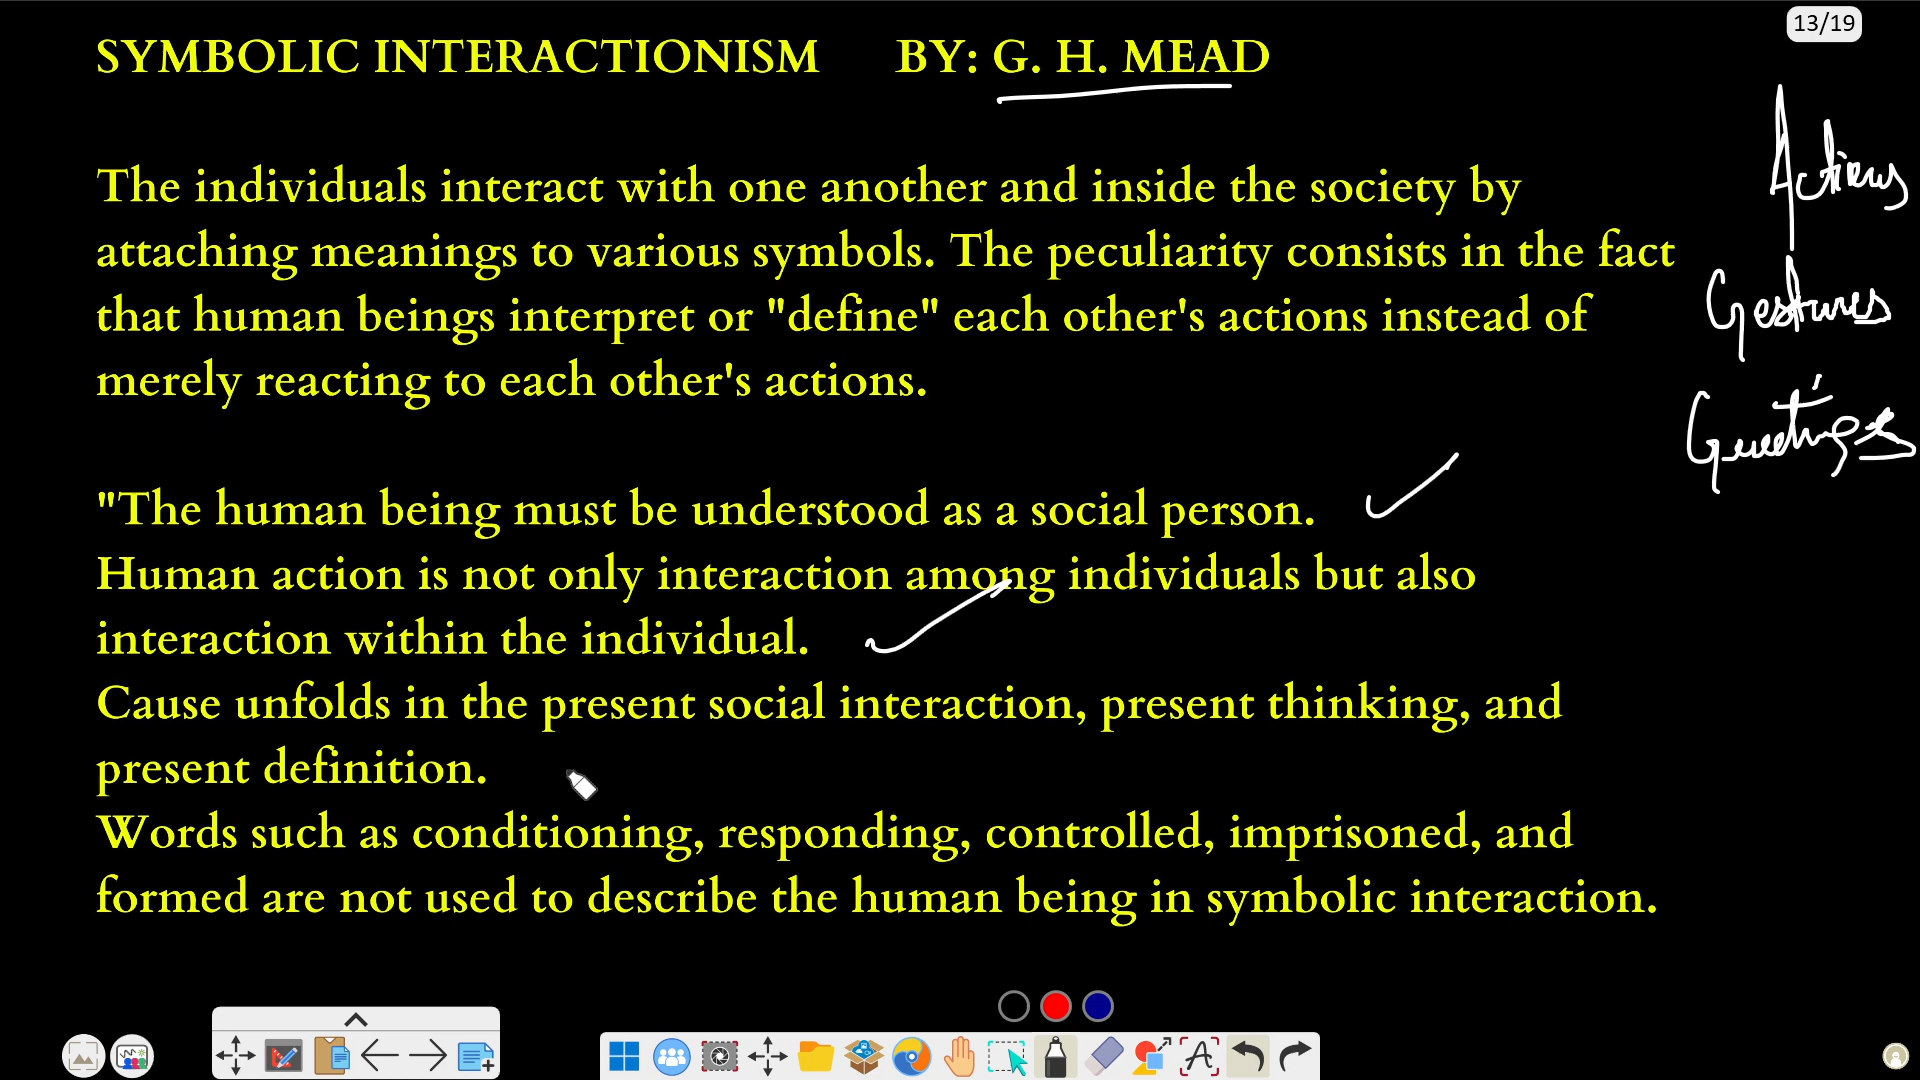 13/19
SYMBOLIC INTERACTIONISM BY: G. H. MEAD
The individuals interact with one another and inside the society by
attaching meanings to various symbols. The peculiarity consists in the fact
that human beings interpret or "define" each other's actions instead of
merely reacting to each other's actions.
"The human being must be understood as a social person.
Human action is not only interaction among individuals but also
interaction within the individual.
Cause unfolds in the present social interaction, present thinking, and
present definition.
Words such as conditioning, responding, controlled, imprisoned, and
formed are not used to describe the human being in symbolic interaction.
Actions
Gestures
Greetings